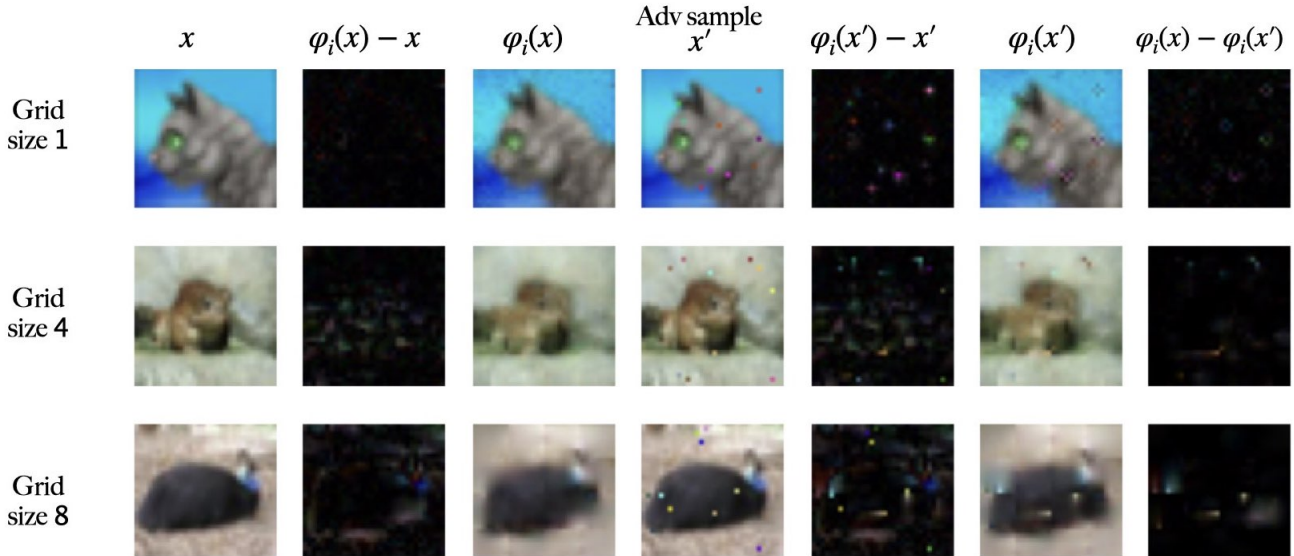 Adv sample
x φᵢ(x) − x φᵢ(x) x′ φᵢ(x′) − x′ φᵢ(x′) φᵢ(x) − φᵢ(x′)
Grid
size 1
Grid
size 4
Grid
size 8